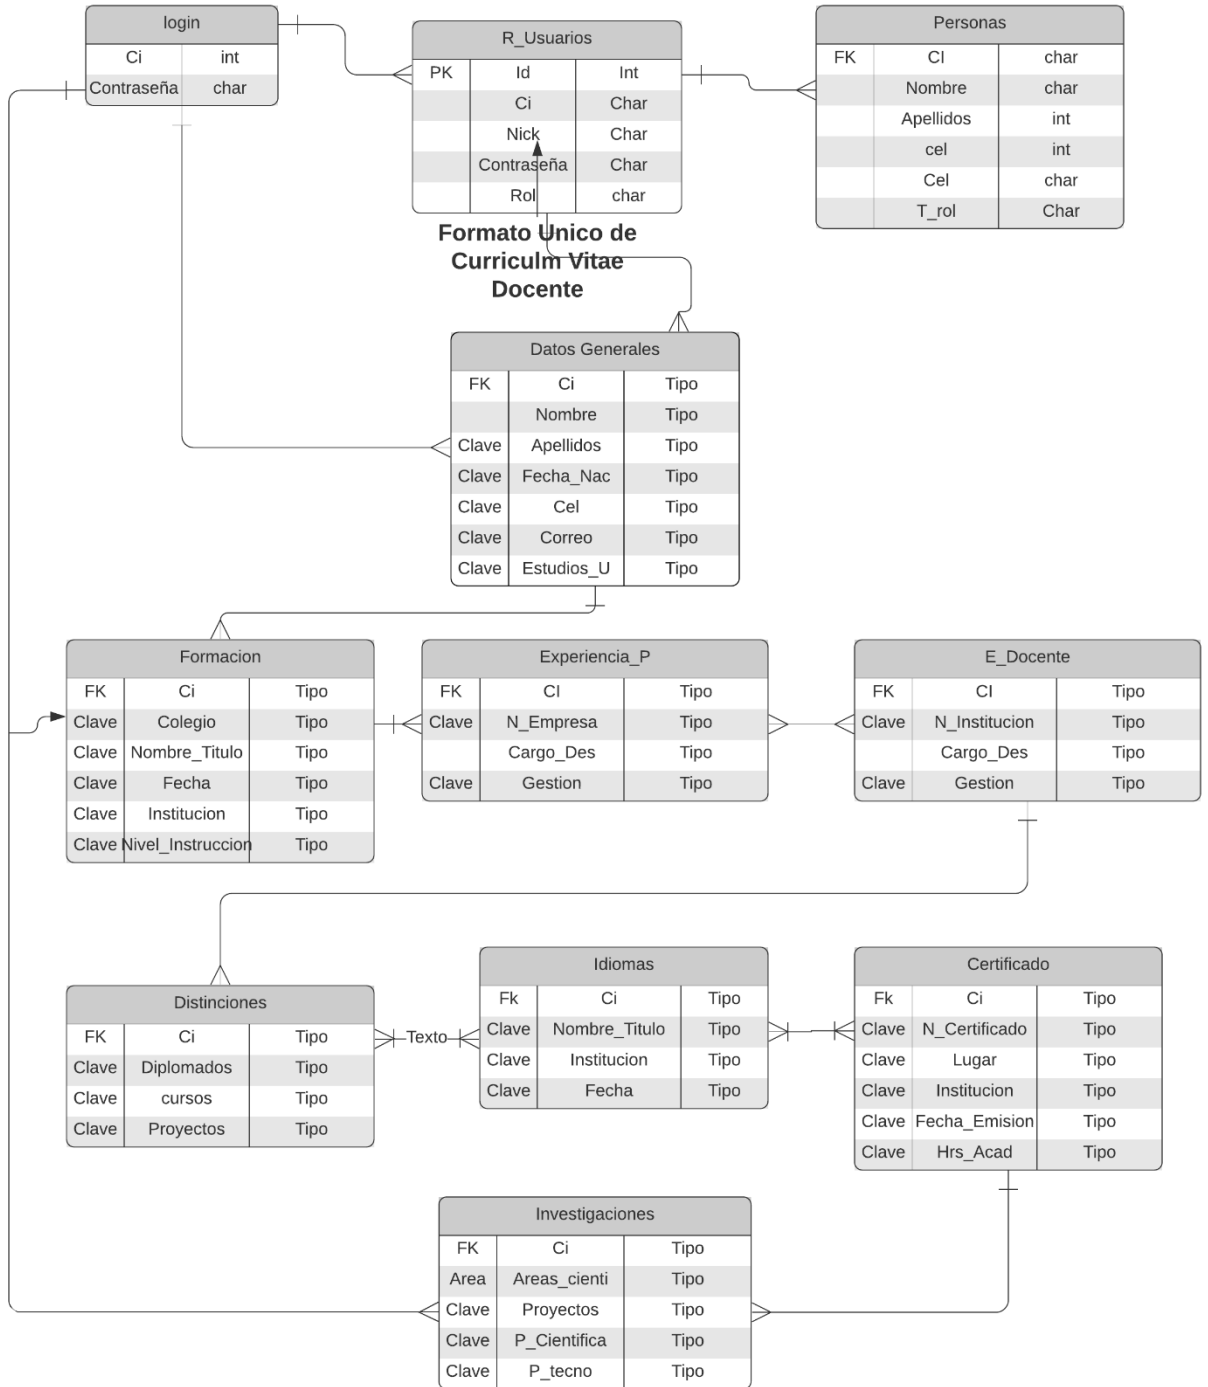 login
Ci int
Contraseña char
R_Usuarios
PK Id Int
Ci Char
Nick Char
Contraseña Char
Rol char
Personas
FK CI char
Nombre char
Apellidos int
cel int
Cel char
T_rol Char
Formato Unico de
Curriculm Vitae
Docente
Datos Generales
FK Ci Tipo
Nombre Tipo
Clave Apellidos Tipo
Clave Fecha_Nac Tipo
Clave Cel Tipo
Clave Correo Tipo
Clave Estudios_U Tipo
Formacion
FK Ci Tipo
Clave Colegio Tipo
Clave Nombre_Titulo Tipo
Clave Fecha Tipo
Clave Institucion Tipo
Clave Nivel_Instruccion Tipo
Experiencia_P
FK CI Tipo
Clave N_Empresa Tipo
Cargo_Des Tipo
Clave Gestion Tipo
E_Docente
FK CI Tipo
Clave N_Institucion Tipo
Cargo_Des Tipo
Clave Gestion Tipo
Distinciones
FK Ci Tipo
Clave Diplomados Tipo
Clave cursos Tipo
Clave Proyectos Tipo
Texto
Idiomas
Fk Ci Tipo
Clave Nombre_Titulo Tipo
Clave Institucion Tipo
Clave Fecha Tipo
Certificado
Fk Ci Tipo
Clave N_Certificado Tipo
Clave Lugar Tipo
Clave Institucion Tipo
Clave Fecha_Emision Tipo
Clave Hrs_Acad Tipo
Investigaciones
FK Ci Tipo
Area Areas_cienti Tipo
Clave Proyectos Tipo
Clave P_Cientifica Tipo
Clave P_tecno Tipo